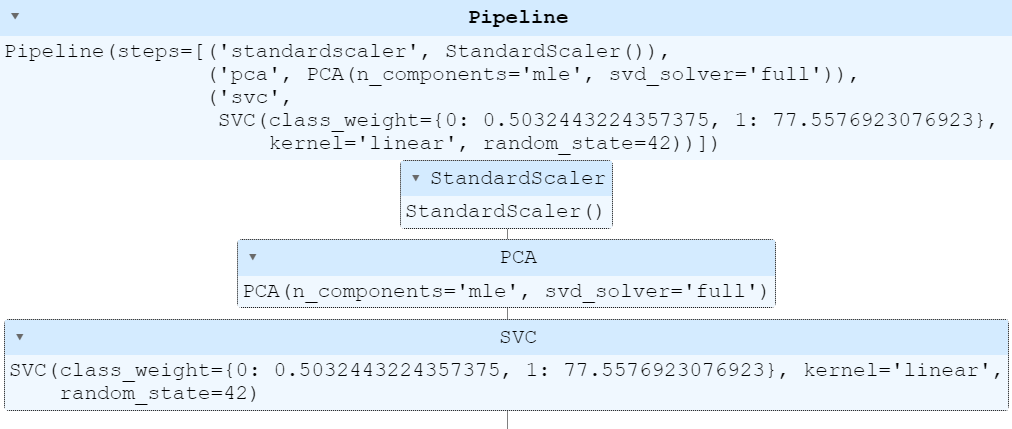 Pipeline
Pipeline(steps=[('standardscaler', StandardScaler()),
('pca', PCA(n_components='mle', svd_solver='full')),
('svc',
SVC(class_weight={0: 0.5032443224357375, 1: 77.5576923076923},
kernel='linear', random_state=42))])
StandardScaler
StandardScaler()
PCA
PCA(n_components='mle', svd_solver='full')
SVC
SVC(class_weight={0: 0.5032443224357375, 1: 77.5576923076923}, kernel='linear',
random_state=42)